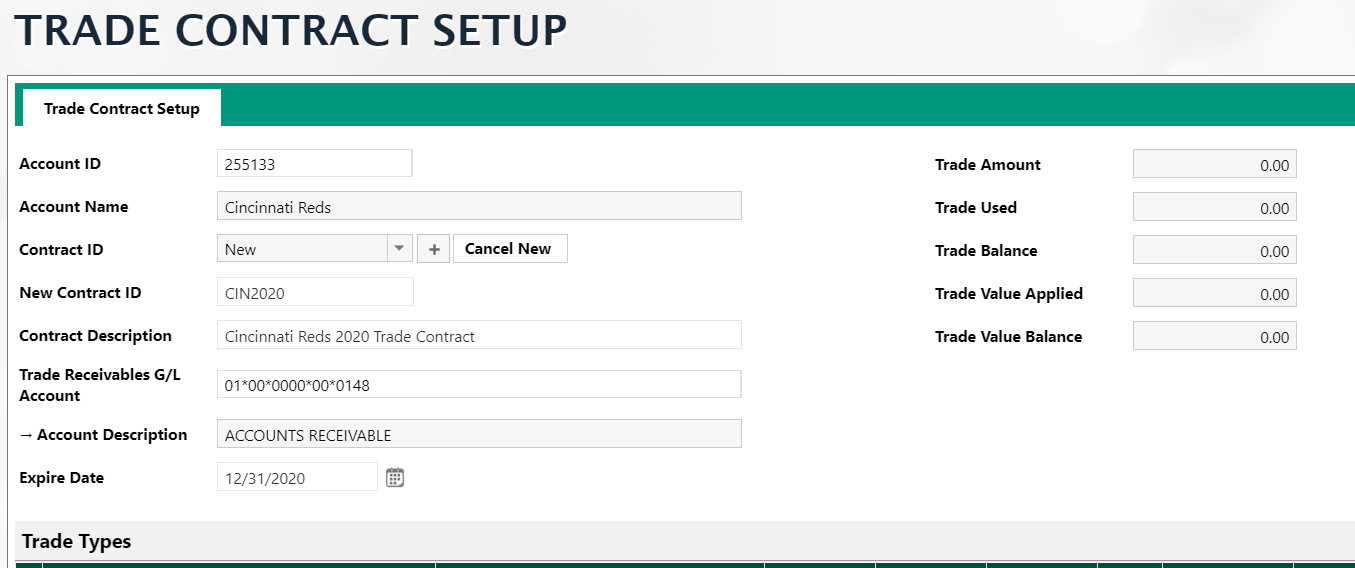 TRADE CONTRACT SETUP
Trade Contract Setup
Account ID 255133
Trade Amount 0.00
Account Name Cincinnati Reds
Trade Used 0.00
Contract ID New + Cancel New
Trade Balance 0.00
New Contract ID CIN2020
Trade Value Applied 0.00
Contract Description Cincinnati Reds 2020 Trade Contract
Trade Value Balance 0.00
Trade Receivables G/L
Account
01*00*0000*00*0148
→ Account Description ACCOUNTS RECEIVABLE
Expire Date 12/31/2020
Trade Types